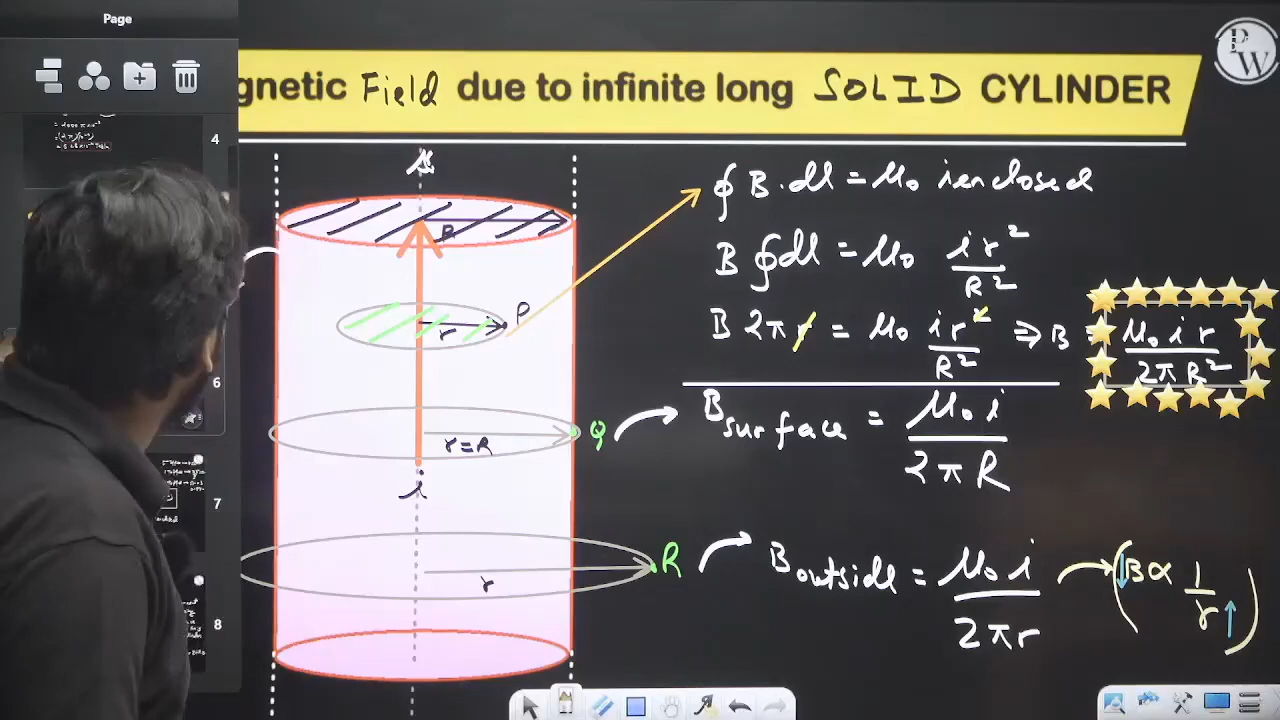 Page
gnetic Field due to infinite long SOLID CYLINDER
PW
4
6
7
8
R
P
r
r = R
Q
i
R
r
∮ B · dl = μ₀ i enclosed
B ∮ dl = μ₀ i r² / R²
B 2π r = μ₀ i r² / R² ⇒ B = μ₀ i r / 2π R²
B surface = μ₀ i / 2π R
B outside = μ₀ i / 2π r → (↓B ∝ 1 / r↑)